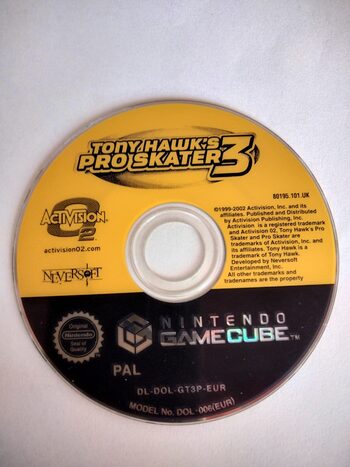 TONY HAWK'S
PRO SKATER 3
80195.101.UK
ACTIVISION
O2
activision02.com
NEVERSOFT
©1999-2002 Activision, Inc. and its
affiliates. Published and Distributed
by Activision Publishing, Inc.
Activision is a registered trademark
and Activision 02, Tony Hawk's Pro
Skater and Pro Skater are
trademarks of Activision, Inc. and
its affiliates. Tony Hawk is a
trademark of Tony Hawk.
Developed by Neversoft
Entertainment, Inc.
All other trademarks and
tradenames are the property
NINTENDO
GAMECUBE™
Original
Nintendo
Seal of
Quality
PAL
DL-DOL-GT3P-EUR
MODEL No. DOL-006(EUR)